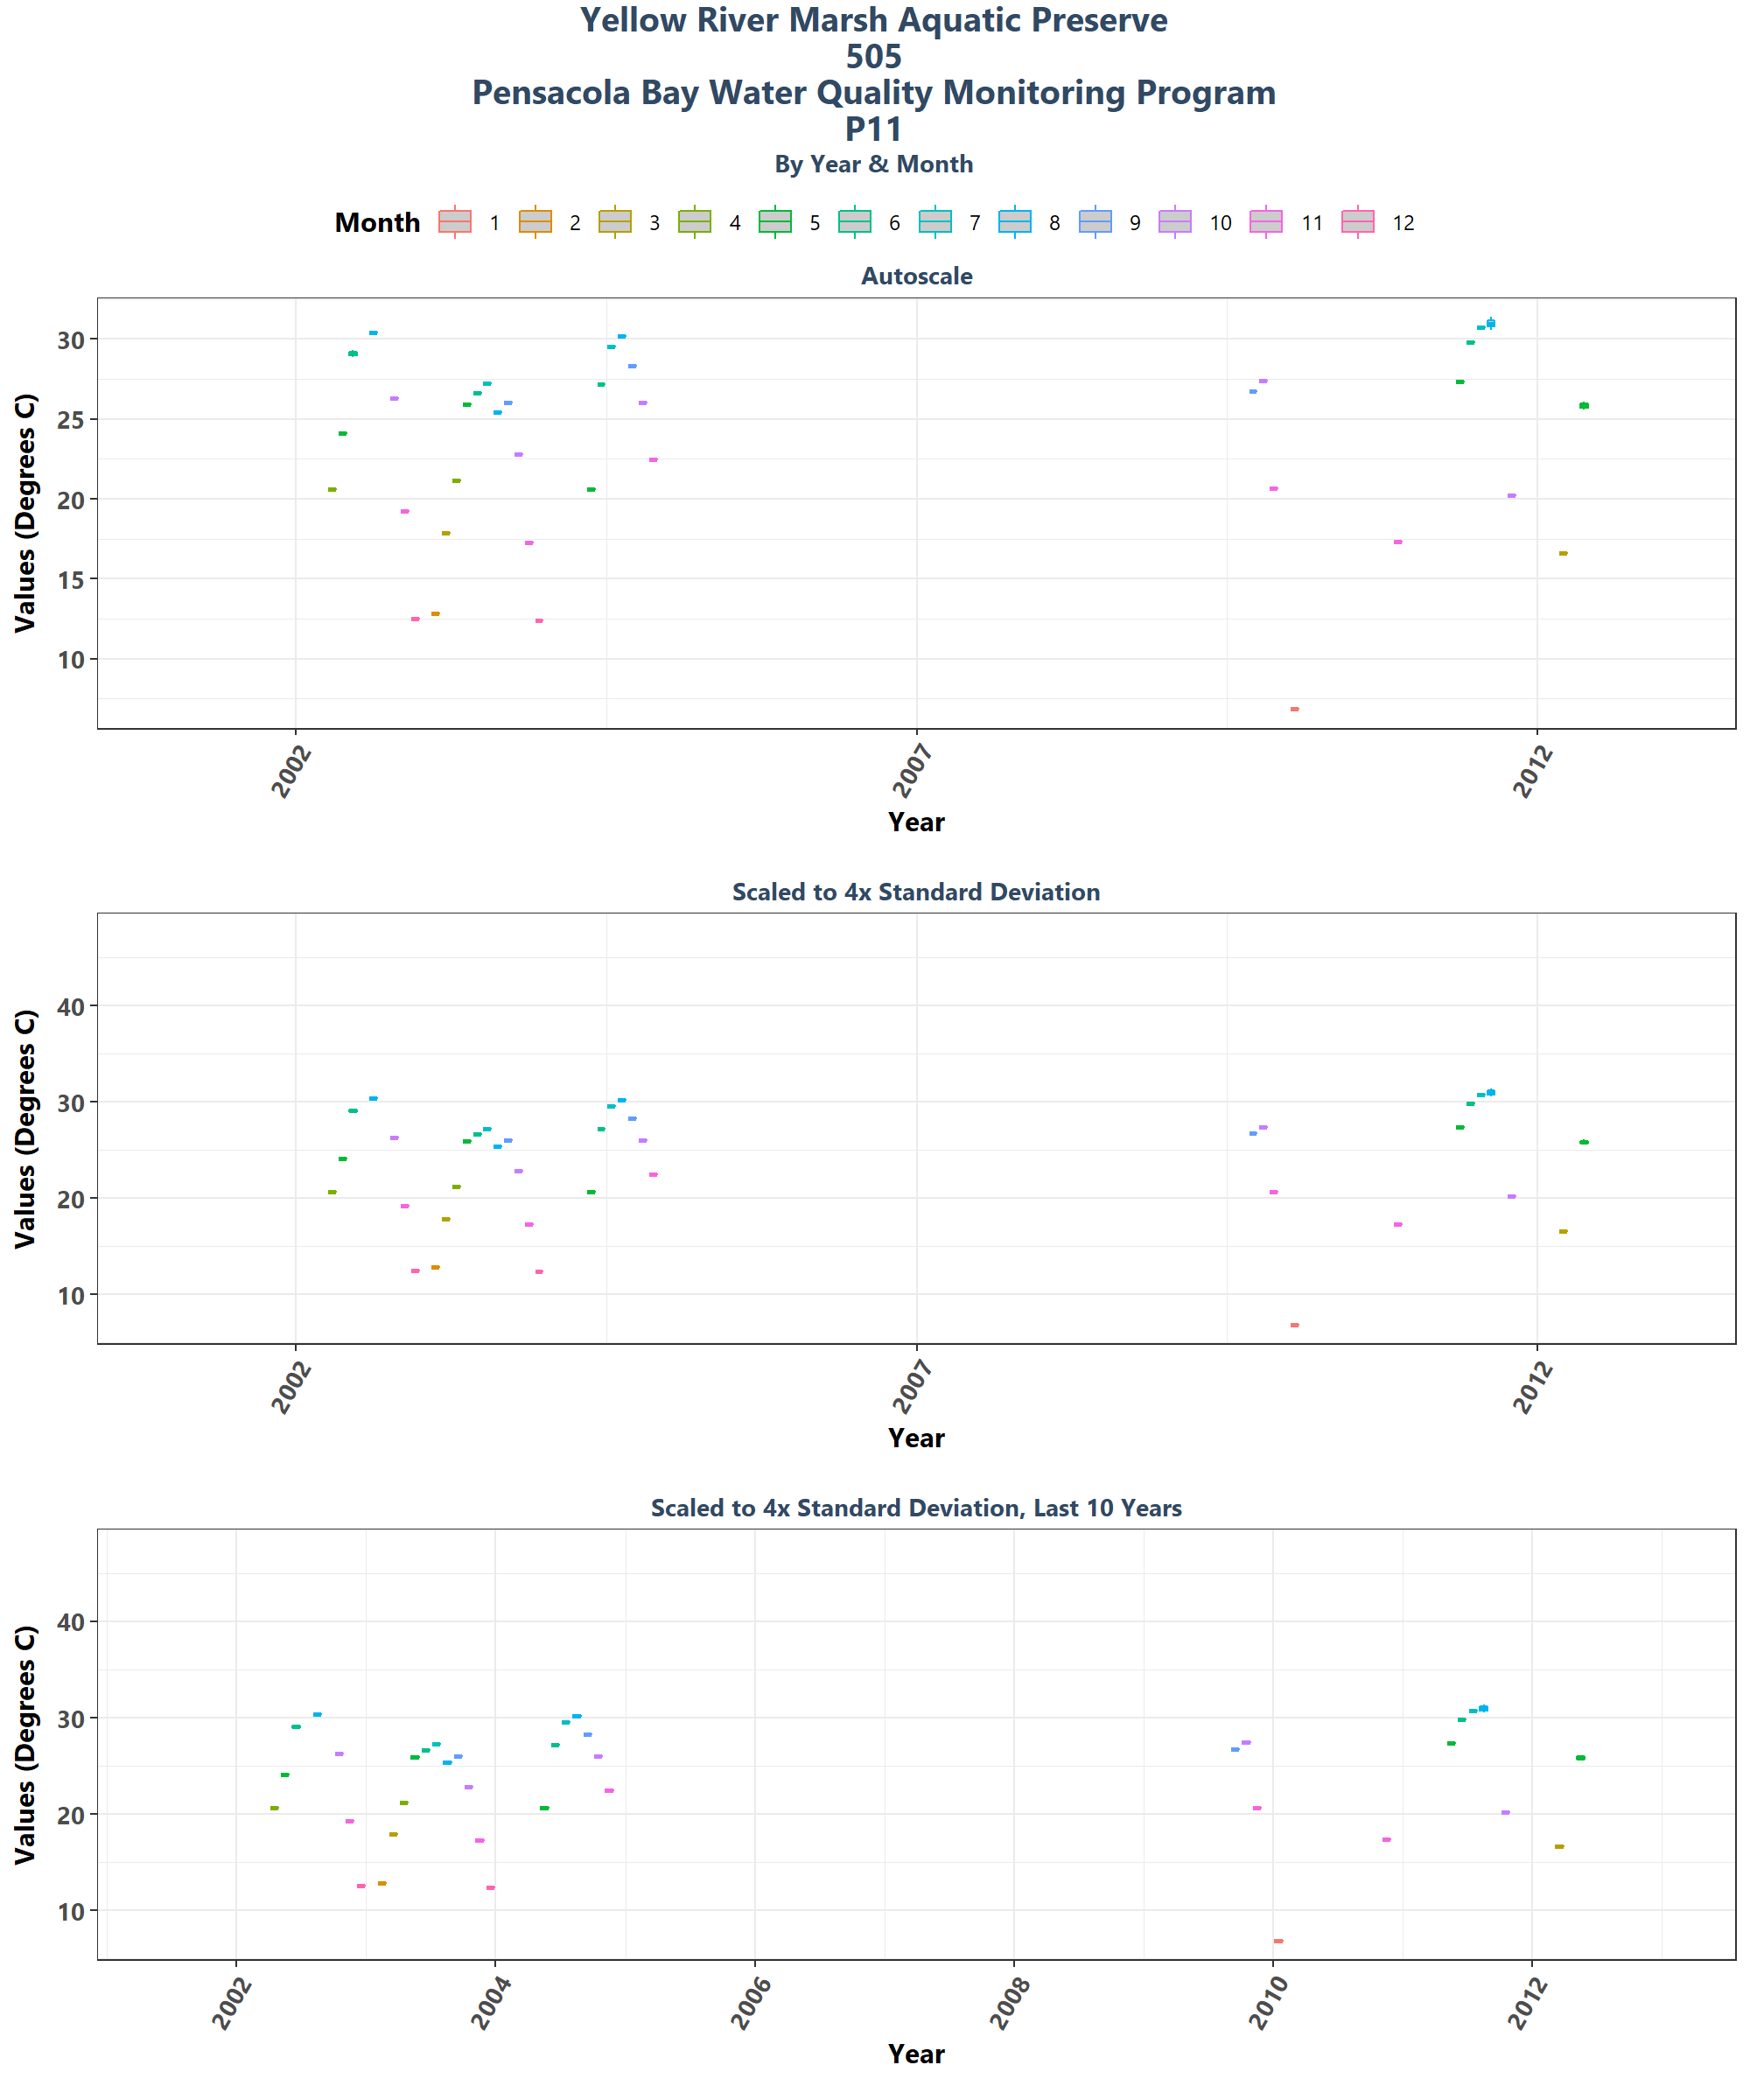 Yellow River Marsh Aquatic Preserve
505
Pensacola Bay Water Quality Monitoring Program
P11
By Year & Month
Month 1 2 3 4 5 6 7 8 9 10 11 12
Autoscale
Values (Degrees C)
30
25
20
15
10
2002 2007 2012
Year
Scaled to 4x Standard Deviation
Values (Degrees C)
40
30
20
10
2002 2007 2012
Year
Scaled to 4x Standard Deviation, Last 10 Years
Values (Degrees C)
40
30
20
10
2002 2004 2006 2008 2010 2012
Year